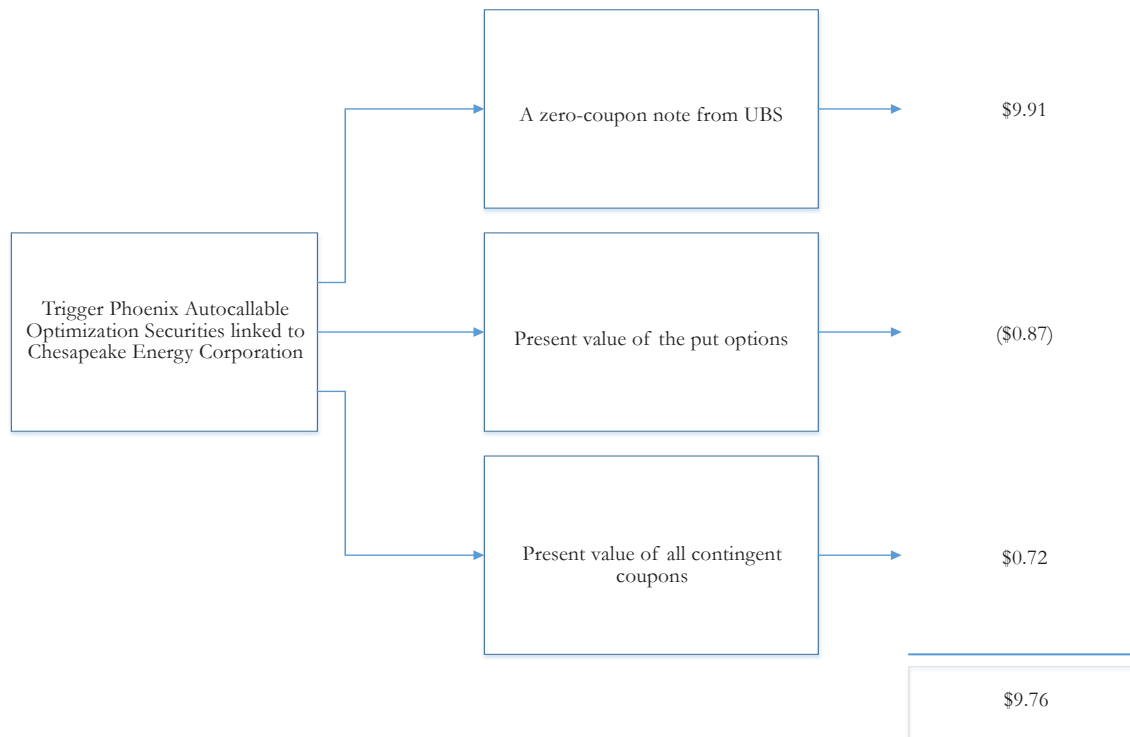 A zero-coupon note from UBS
$9.91
Trigger Phoenix Autocallable
Optimization Securities linked to
Chesapeake Energy Corporation
Present value of the put options
($0.87)
Present value of all contingent
coupons
$0.72
$9.76